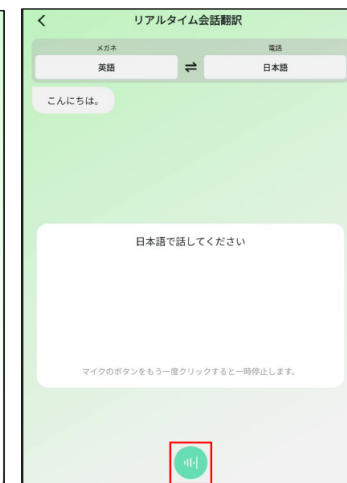 リアルタイム会話翻訳
メガネ
電話
英語
日本語
こんにちは。
日本語で話してください
マイクのボタンをもう一度クリックすると一時停止します。